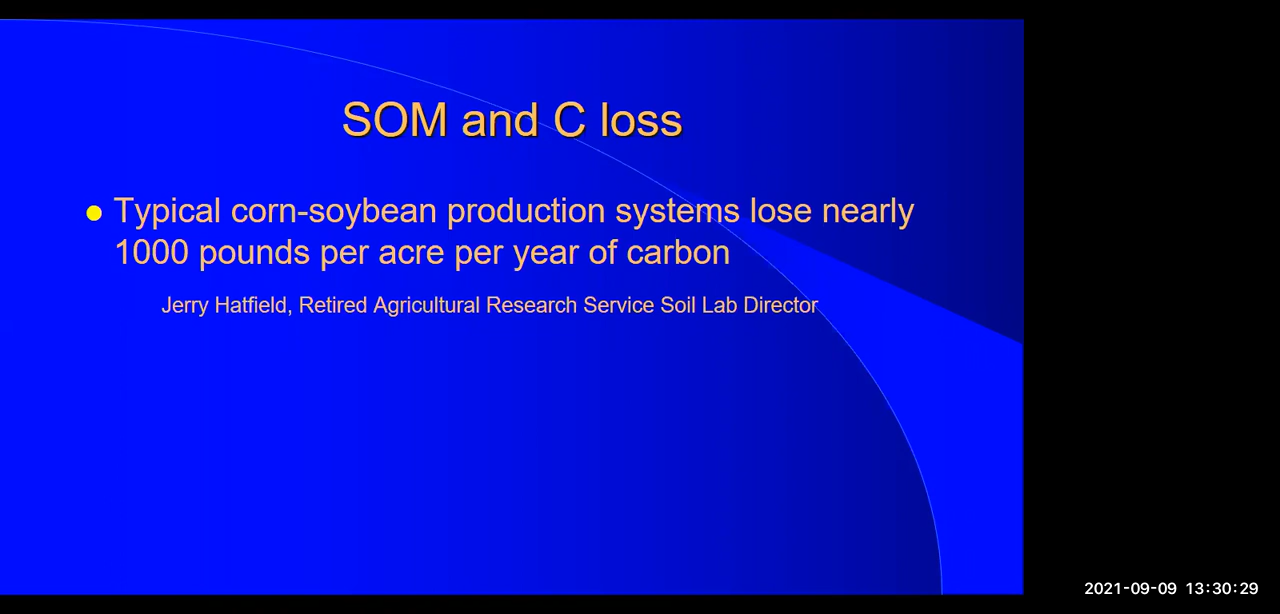 SOM and C loss
Typical corn-soybean production systems lose nearly
1000 pounds per acre per year of carbon
Jerry Hatfield, Retired Agricultural Research Service Soil Lab Director
2021-09-09 13:30:29